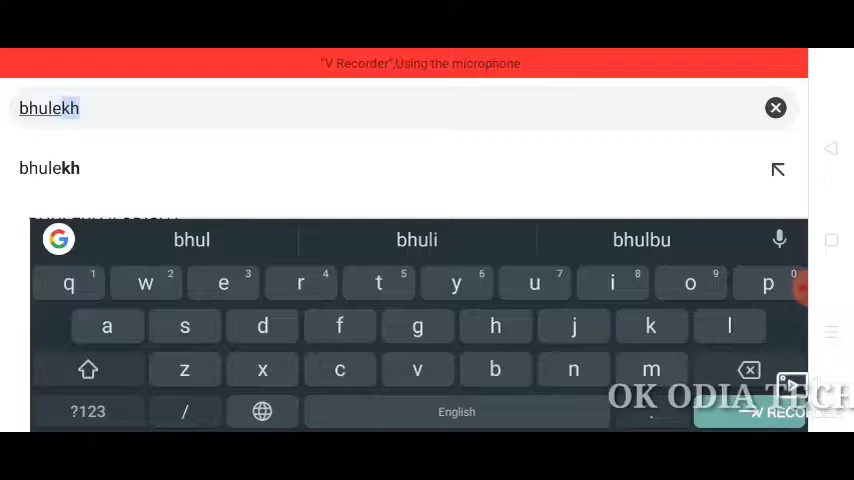 "V Recorder",Using the microphone
bhulekh
bhulekh
bhul bhuli bhulbu
q 1 w 2 e 3 r 4 t 5 y 6 u 7 i 8 o 9 p 0
a s d f g h j k l
z x c v b n m
OK ODIA TECH
?123 / English . V RECORDER